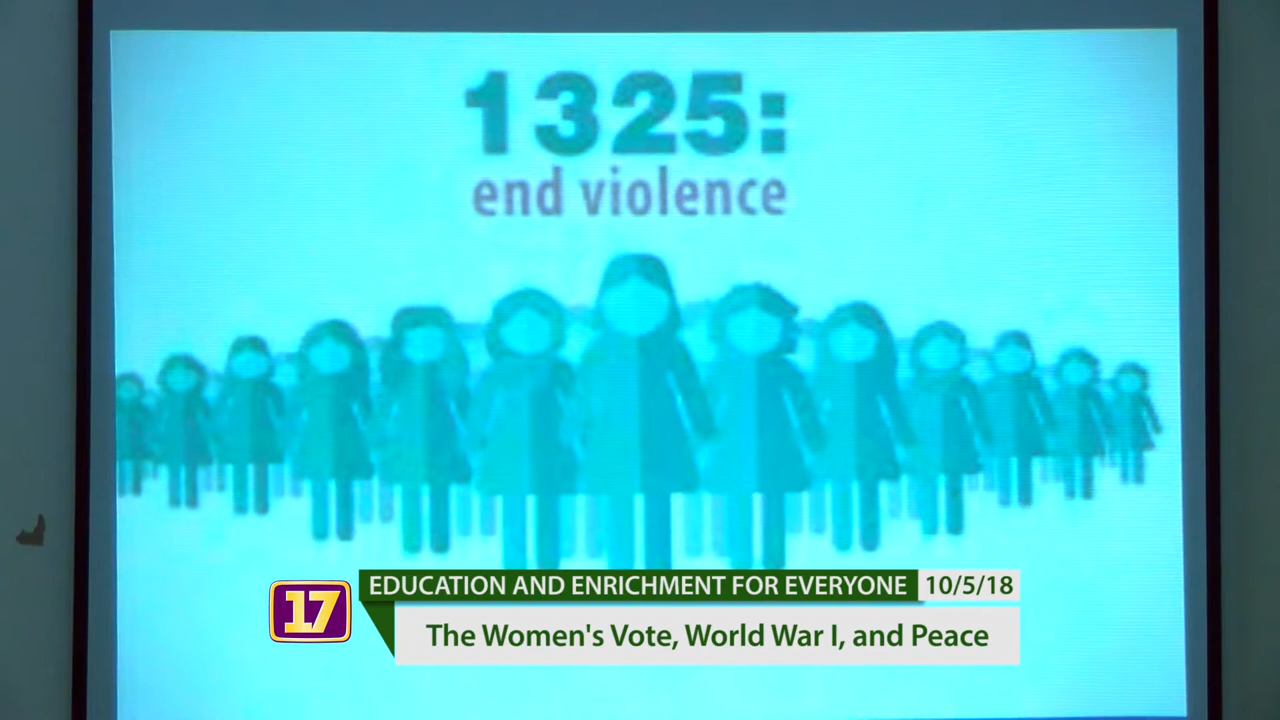 1325:
end violence
17
EDUCATION AND ENRICHMENT FOR EVERYONE 10/5/18
The Women's Vote, World War I, and Peace